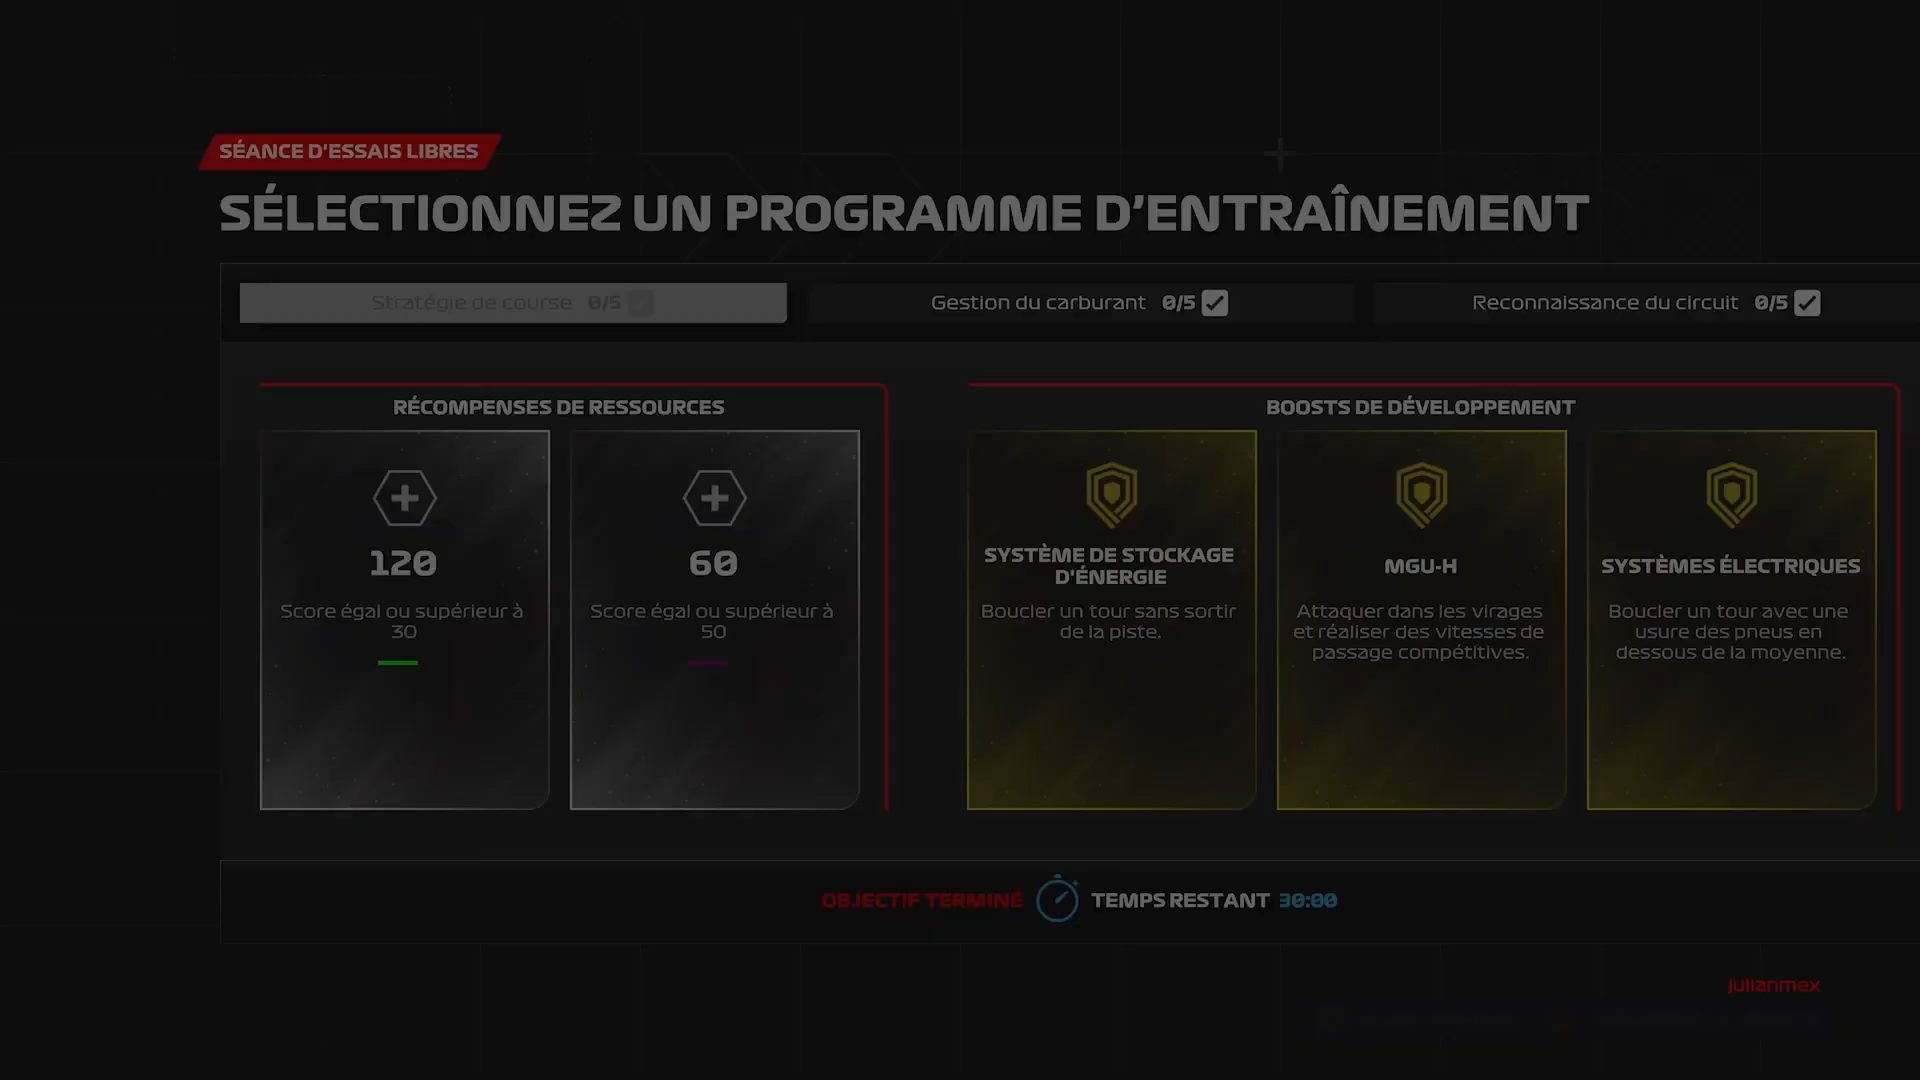 SÉANCE D'ESSAIS LIBRES
SÉLECTIONNEZ UN PROGRAMME D'ENTRAÎNEMENT
Stratégie de course 0/5
Gestion du carburant 0/5
Reconnaissance du circuit 0/5
RÉCOMPENSES DE RESSOURCES
120
Score égal ou supérieur à
30
60
Score égal ou supérieur à
50
BOOSTS DE DÉVELOPPEMENT
SYSTÈME DE STOCKAGE
D'ÉNERGIE
Boucler un tour sans sortir
de la piste.
MGU-H
Attaquer dans les virages
et réaliser des vitesses de
passage compétitives.
SYSTÈMES ÉLECTRIQUES
Boucler un tour avec une
usure des pneus en
dessous de la moyenne.
OBJECTIF TERMINÉ
TEMPS RESTANT 30:00
julianmex